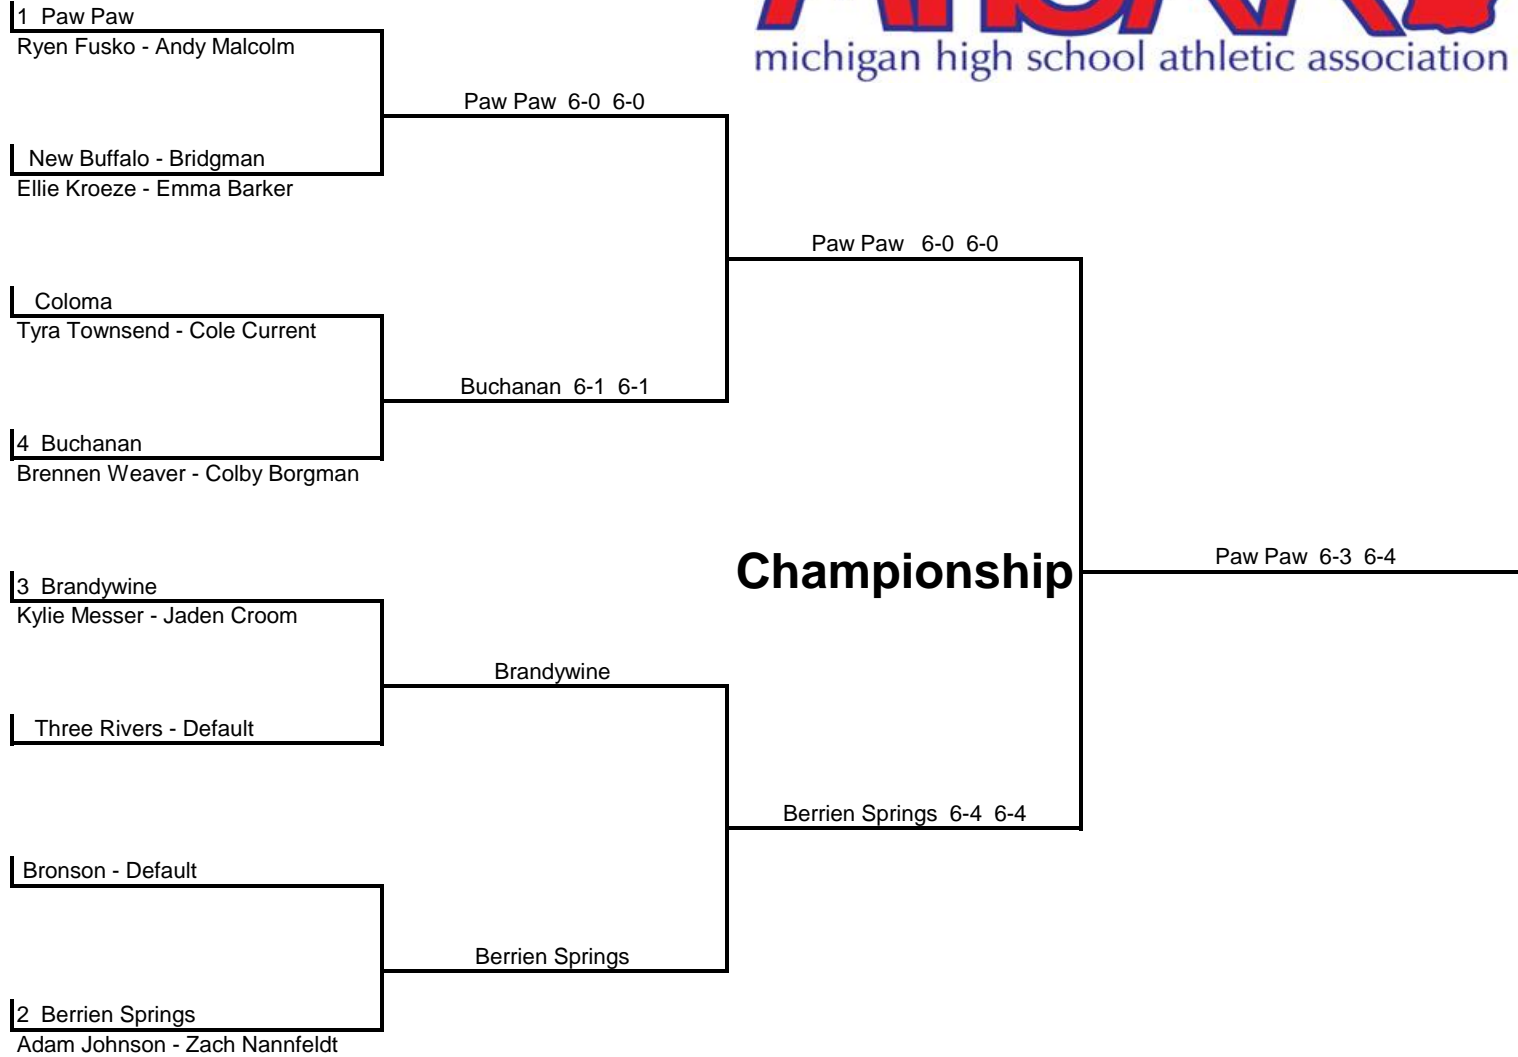 1 Paw Paw
Ryen Fusko - Andy Malcolm
michigan high school athletic association
Paw Paw 6-0 6-0
New Buffalo - Bridgman
Ellie Kroeze - Emma Barker
Paw Paw 6-0 6-0
Coloma
Tyra Townsend - Cole Current
Buchanan 6-1 6-1
4 Buchanan
Brennen Weaver - Colby Borgman
Championship
Paw Paw 6-3 6-4
3 Brandywine
Kylie Messer - Jaden Croom
Brandywine
Three Rivers - Default
Berrien Springs 6-4 6-4
Bronson - Default
Berrien Springs
2 Berrien Springs
Adam Johnson - Zach Nannfeldt